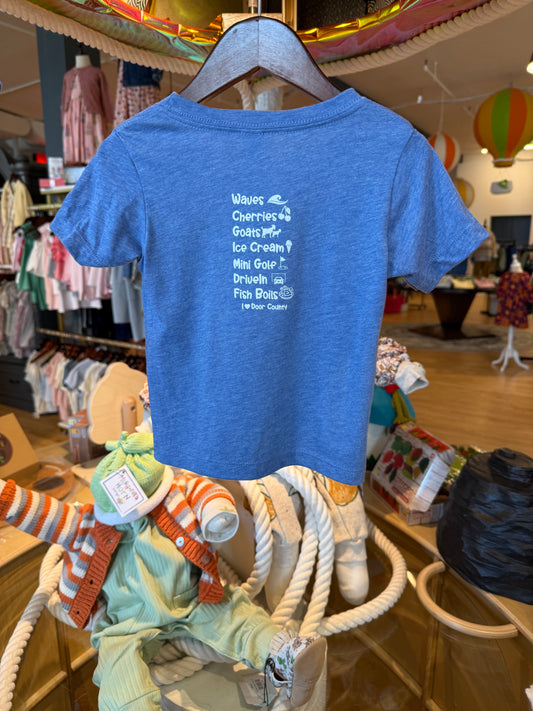 Waves
Cherries
Goats
Ice Cream
Mini Golf
DriveIn
Fish Boils
I ♥ Door County